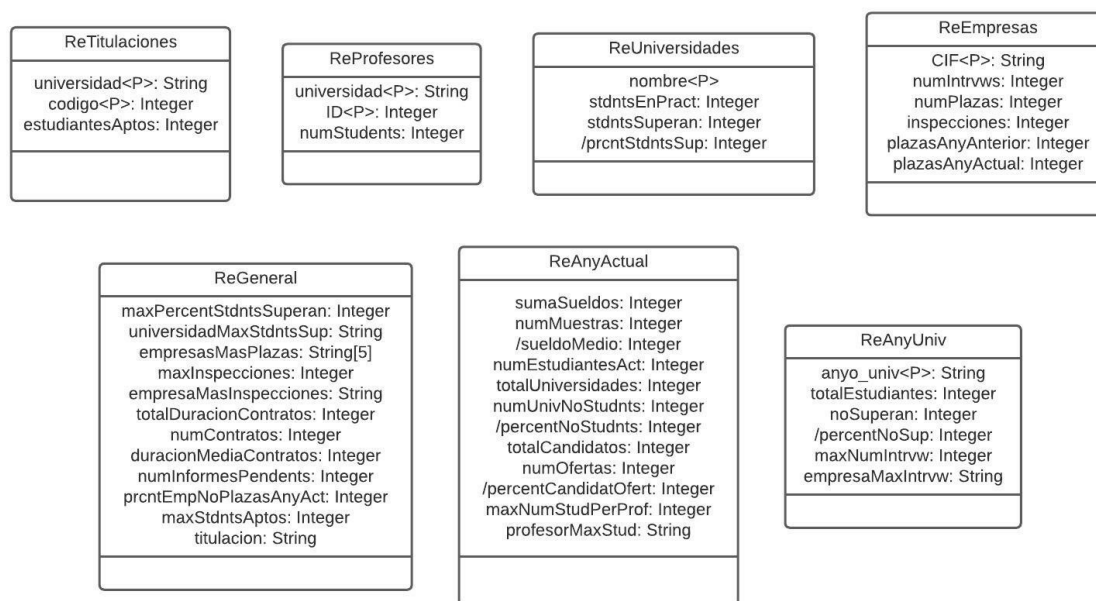 ReTitulaciones
universidad<P>: String
codigo<P>: Integer
estudiantesAptos: Integer
ReProfesores
universidad<P>: String
ID<P>: Integer
numStudents: Integer
ReUniversidades
nombre<P>
stdntsEnPract: Integer
stdntsSuperan: Integer
/prcntStdntsSup: Integer
ReEmpresas
CIF<P>: String
numIntrvws: Integer
numPlazas: Integer
inspecciones: Integer
plazasAnyAnterior: Integer
plazasAnyActual: Integer
ReGeneral
maxPercentStdntsSuperan: Integer
universidadMaxStdntsSup: String
empresasMasPlazas: String[5]
maxInspecciones: Integer
empresaMasInspecciones: String
totalDuracionContratos: Integer
numContratos: Integer
duracionMediaContratos: Integer
numInformesPendents: Integer
prcntEmpNoPlazasAnyAct: Integer
maxStdntsAptos: Integer
titulacion: String
ReAnyActual
sumaSueldos: Integer
numMuestras: Integer
/sueldoMedio: Integer
numEstudiantesAct: Integer
totalUniversidades: Integer
numUnivNoStudnts: Integer
/percentNoStudnts: Integer
totalCandidatos: Integer
numOfertas: Integer
/percentCandidatOfert: Integer
maxNumStudPerProf: Integer
profesorMaxStud: String
ReAnyUniv
anyo_univ<P>: String
totalEstudiantes: Integer
noSuperan: Integer
/percentNoSup: Integer
maxNumIntrvw: Integer
empresaMaxIntrvw: String